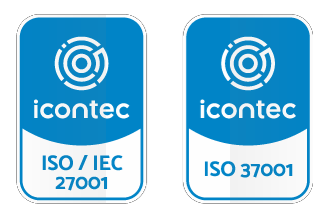 icontec
ISO / IEC
27001
icontec
ISO 37001